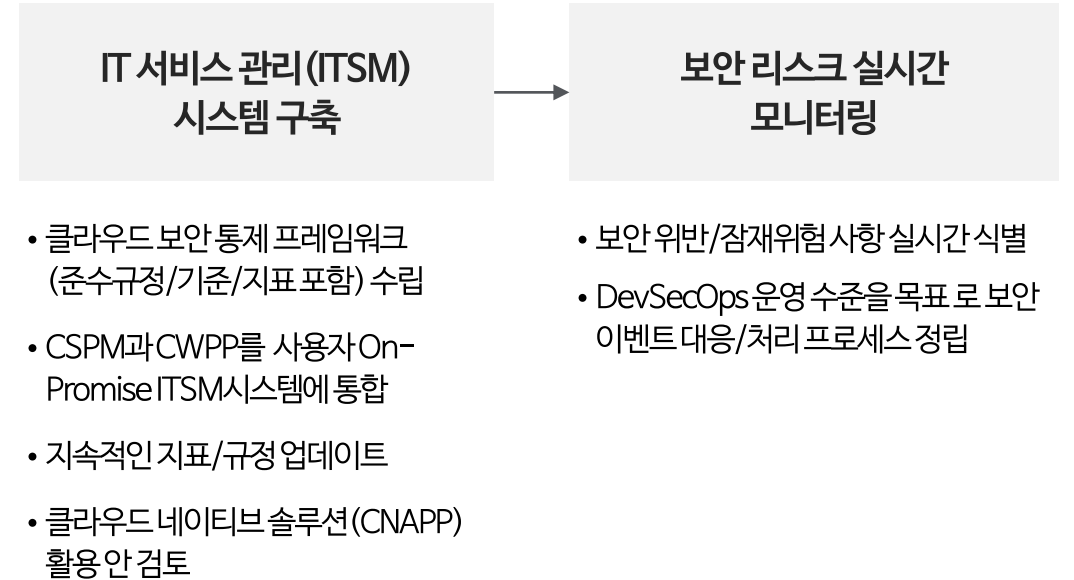 IT 서비스 관리(ITSM)
시스템 구축
보안 리스크 실시간
모니터링
• 클라우드 보안 통제 프레임워크
(준수규정/기준/지표 포함) 수립
• CSPM과 CWPP를 사용자 On-
Promise ITSM시스템에 통합
• 지속적인 지표/규정 업데이트
• 클라우드 네이티브 솔루션(CNAPP)
활용 안 검토
• 보안 위반/잠재위험 사항 실시간 식별
• DevSecOps 운영 수준을 목표 로 보안
이벤트 대응/처리 프로세스 정립